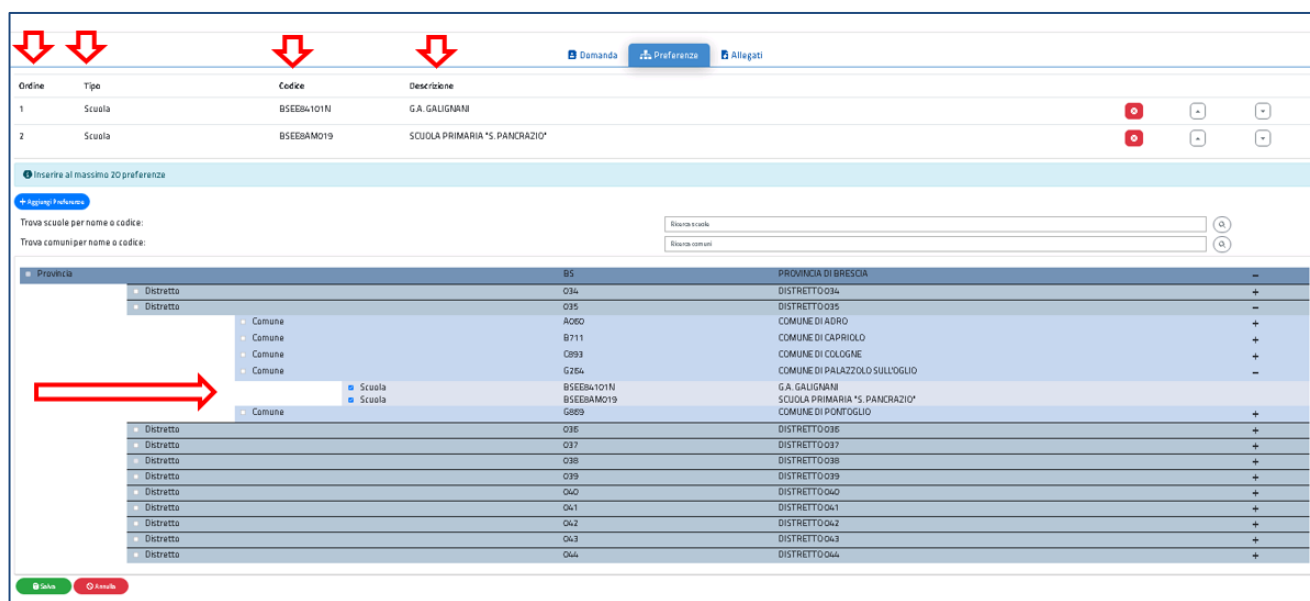 Domanda Preferenze Allegati
Ordine Tipo Codice Descrizione
1 Scuola BSEE84101N G.A. GALIGNANI
2 Scuola BSEE8AM019 SCUOLA PRIMARIA "S. PANCRAZIO"
Inserire al massimo 20 preferenze
+ Aggiungi Preferenze
Trova scuole per nome o codice: Ricerca scuola
Trova comuni per nome o codice: Ricerca comuni
Provincia BS PROVINCIA DI BRESCIA −
Distretto 034 DISTRETTO 034 +
Distretto 035 DISTRETTO 035 −
Comune A060 COMUNE DI ADRO +
Comune B711 COMUNE DI CAPRIOLO +
Comune C893 COMUNE DI COLOGNE +
Comune G264 COMUNE DI PALAZZOLO SULL'OGLIO −
Scuola BSEE84101N G.A. GALIGNANI
Scuola BSEE8AM019 SCUOLA PRIMARIA "S. PANCRAZIO"
Comune G869 COMUNE DI PONTOGLIO +
Distretto 036 DISTRETTO 036 +
Distretto 037 DISTRETTO 037 +
Distretto 038 DISTRETTO 038 +
Distretto 039 DISTRETTO 039 +
Distretto 040 DISTRETTO 040 +
Distretto 041 DISTRETTO 041 +
Distretto 042 DISTRETTO 042 +
Distretto 043 DISTRETTO 043 +
Distretto 044 DISTRETTO 044 +
Salva Annulla